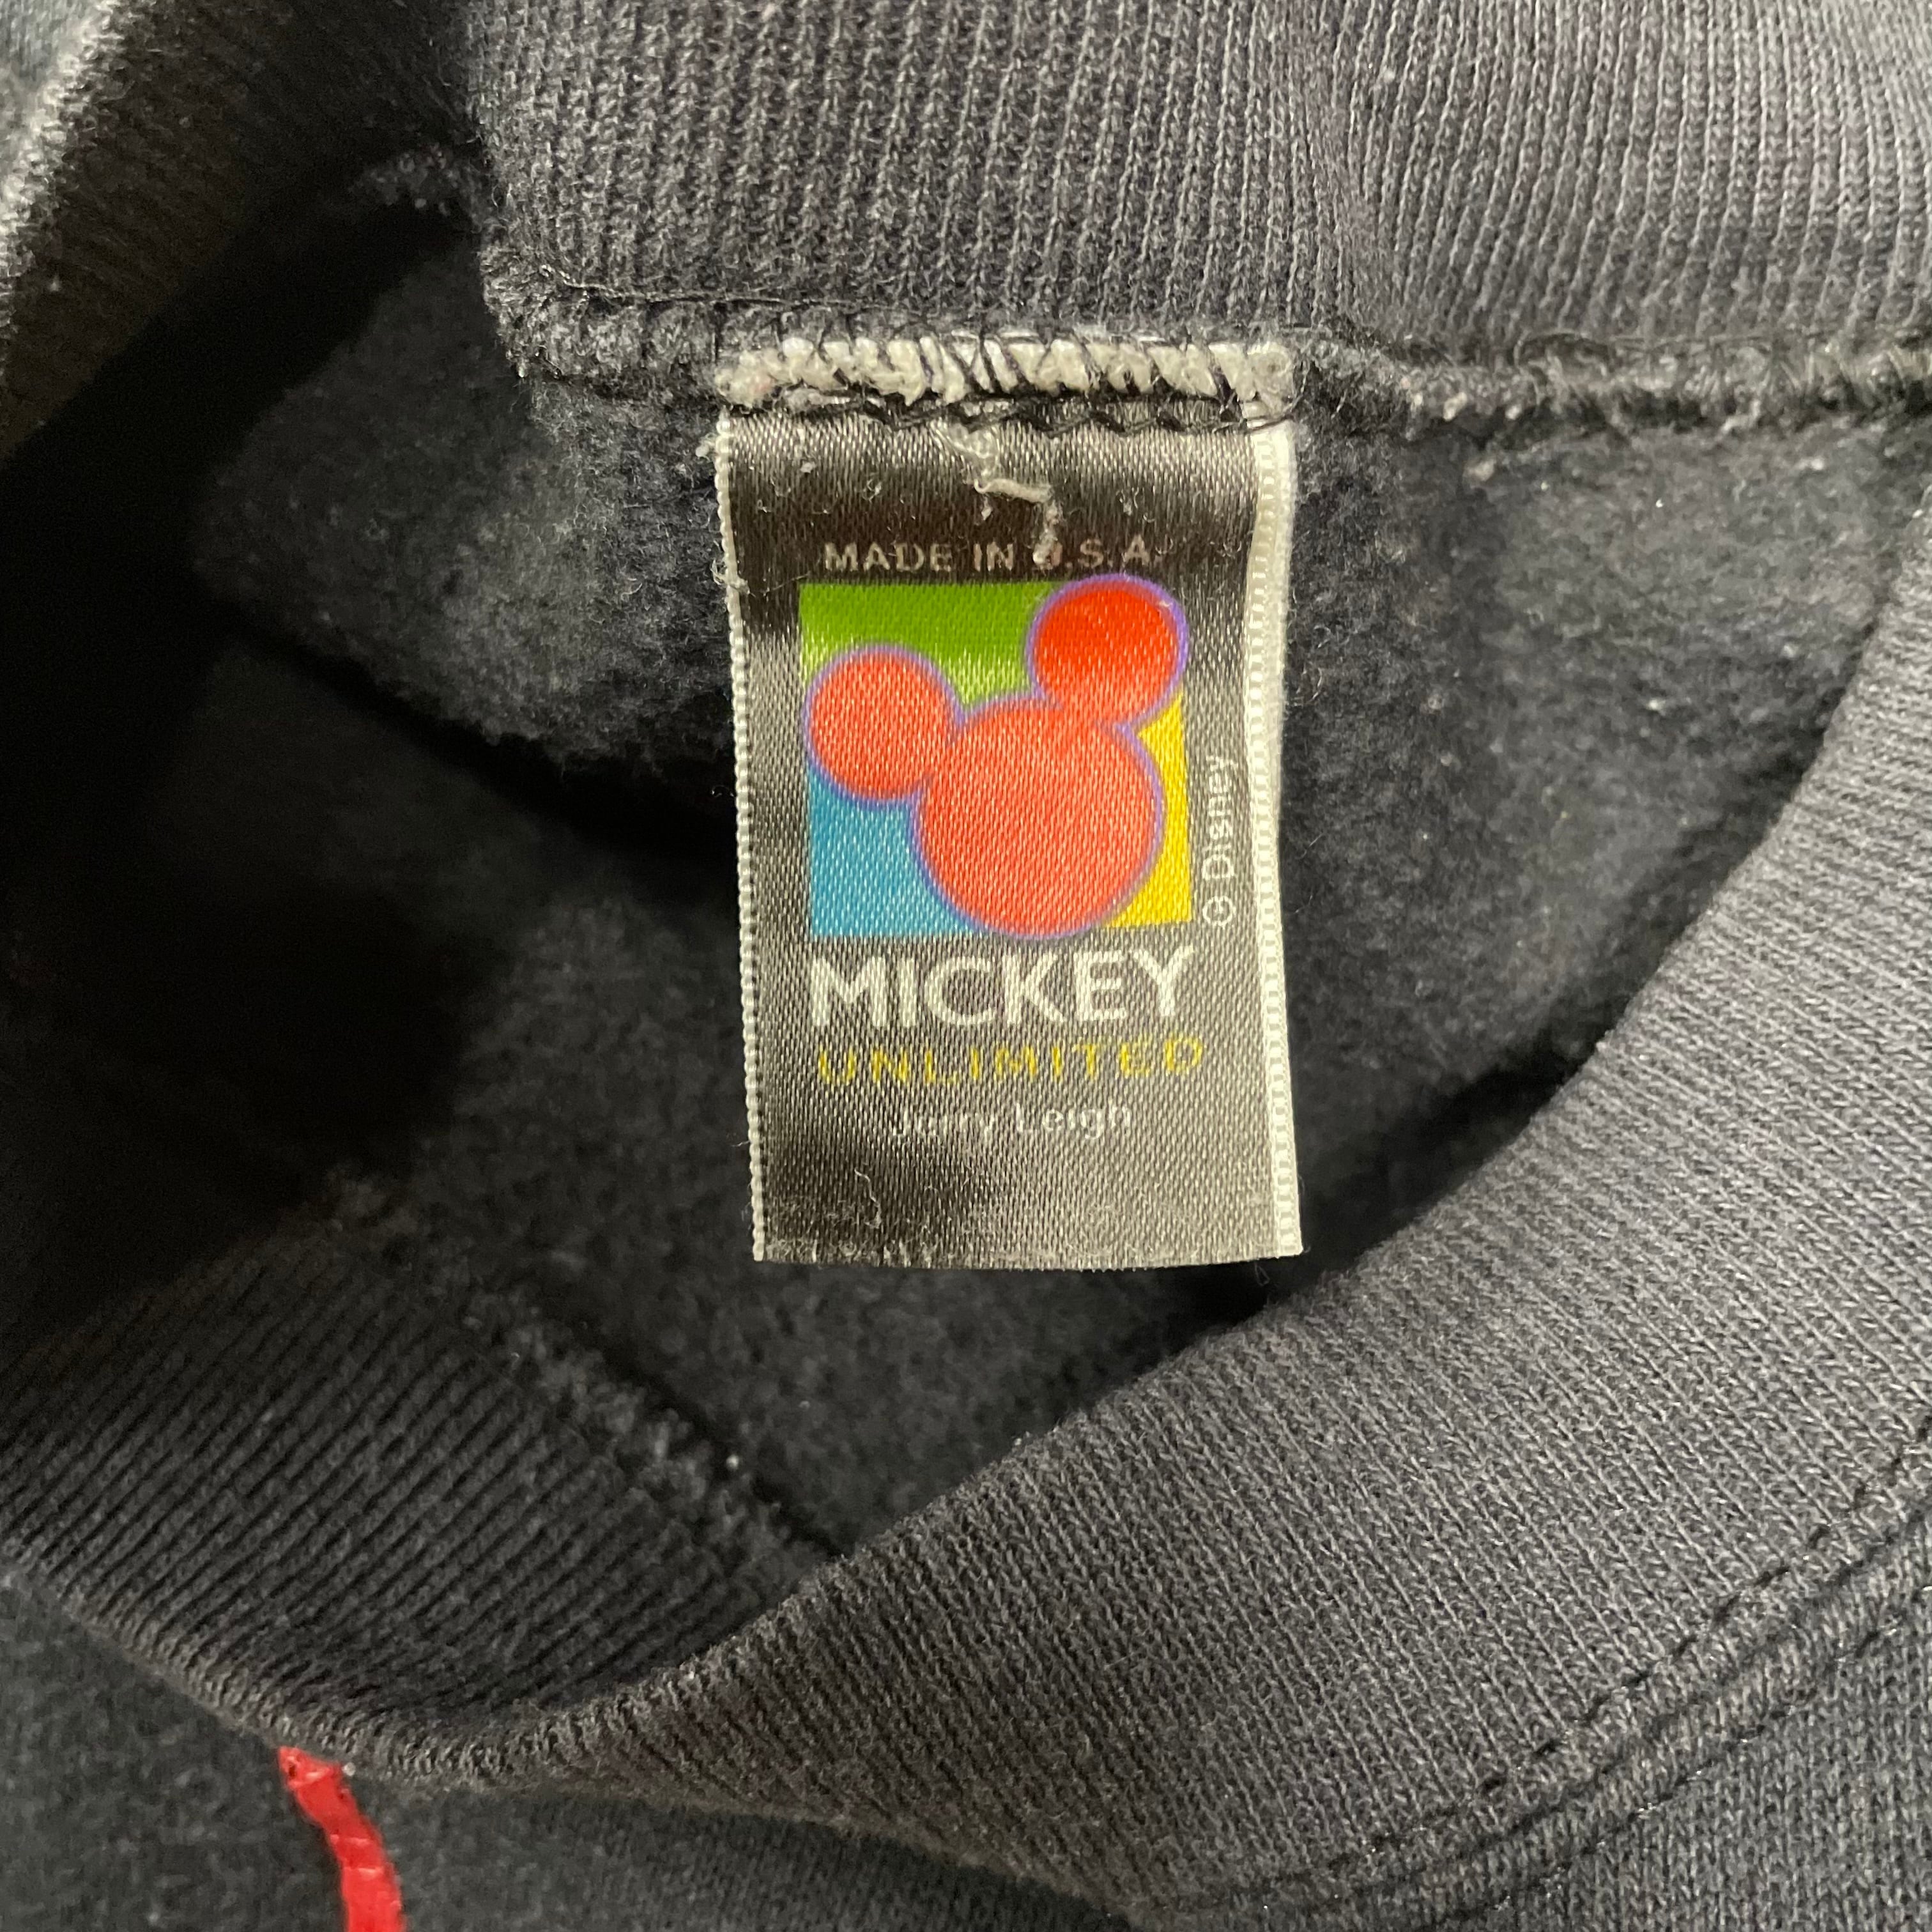 MADE IN U.S.A.
© Disney
MICKEY
UNLIMITED
Jerry Leigh